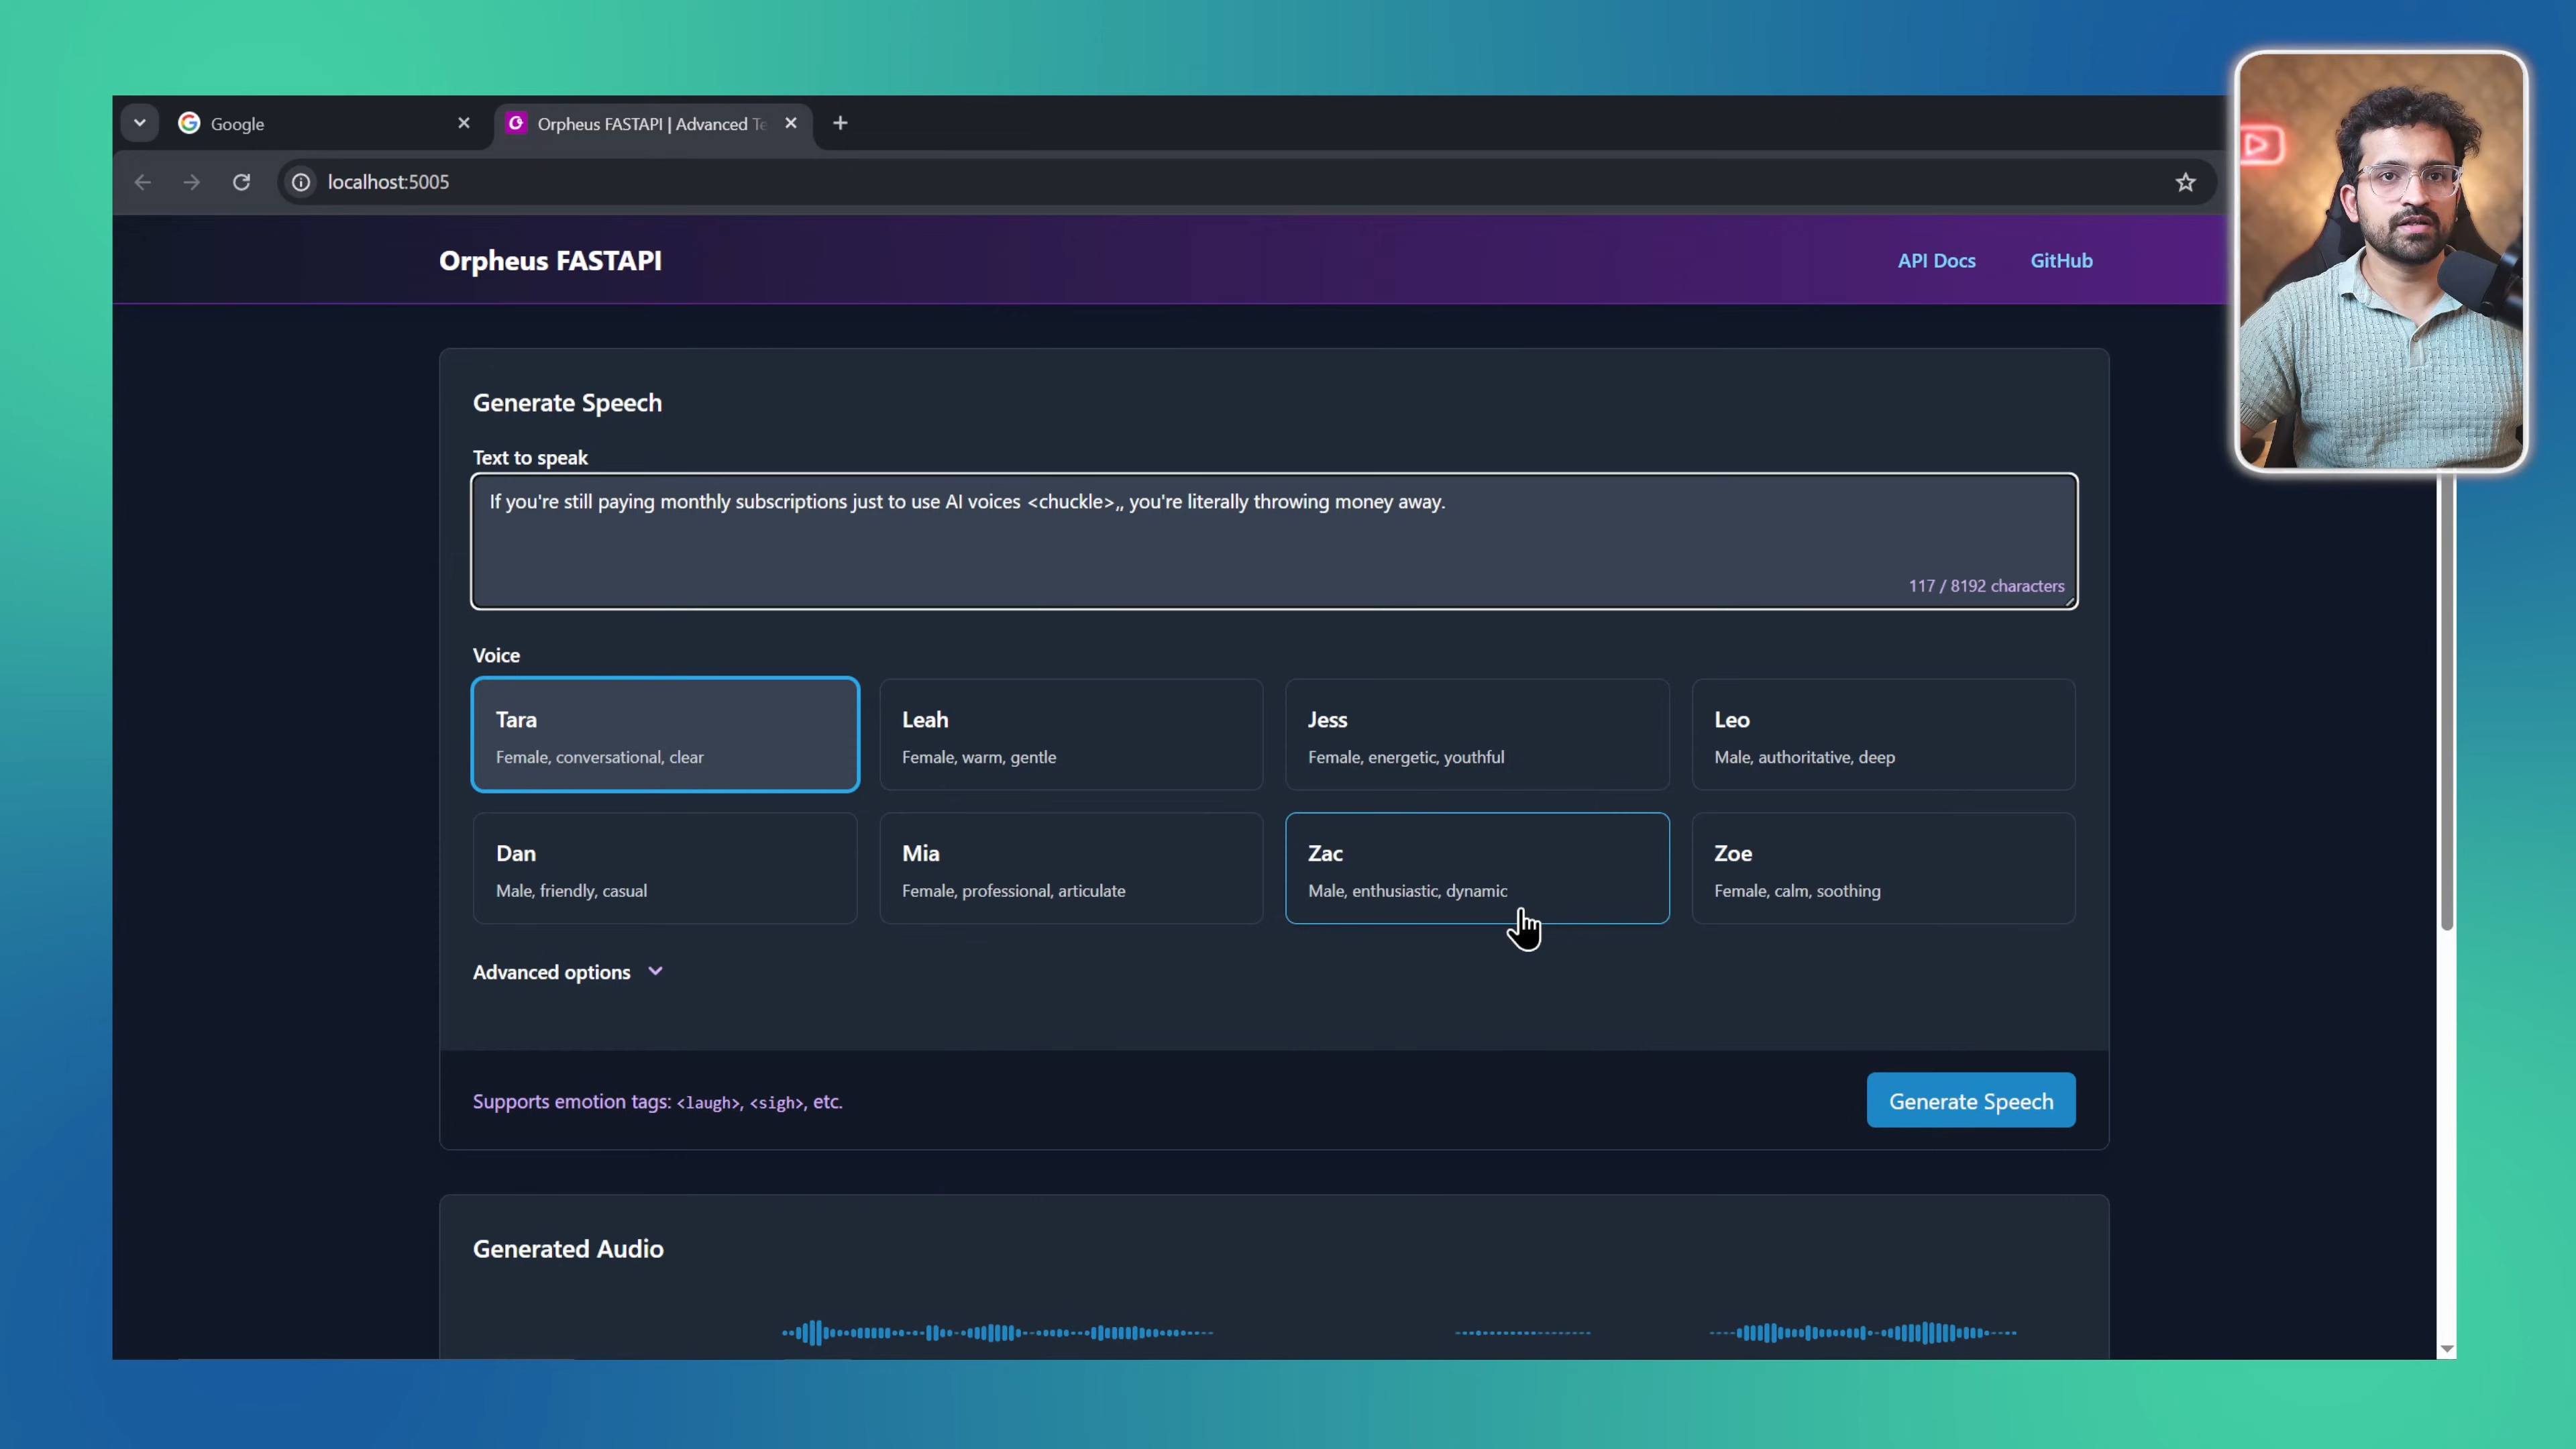 Google
Orpheus FASTAPI | Advanced Te
localhost:5005
Orpheus FASTAPI
API Docs
GitHub
Generate Speech
Text to speak
If you're still paying monthly subscriptions just to use AI voices <chuckle>,, you're literally throwing money away.
117 / 8192 characters
Voice
Tara
Female, conversational, clear
Leah
Female, warm, gentle
Jess
Female, energetic, youthful
Leo
Male, authoritative, deep
Dan
Male, friendly, casual
Mia
Female, professional, articulate
Zac
Male, enthusiastic, dynamic
Zoe
Female, calm, soothing
Advanced options
Supports emotion tags: <laugh>, <sigh>, etc.
Generate Speech
Generated Audio